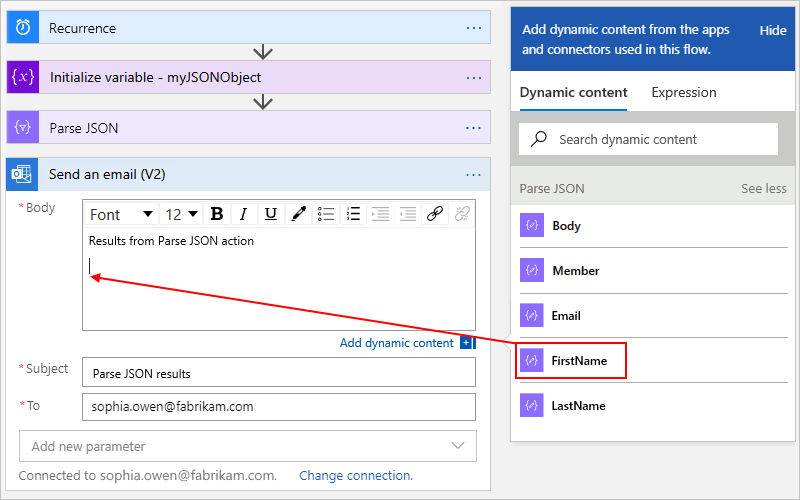 Recurrence
Initialize variable - myJSONObject
Parse JSON
Send an email (V2)
* Body
Font 12 B I U
Results from Parse JSON action
Add dynamic content
* Subject
Parse JSON results
* To
sophia.owen@fabrikam.com
Add new parameter
Connected to sophia.owen@fabrikam.com. Change connection.
Add dynamic content from the apps
and connectors used in this flow.
Hide
Dynamic content Expression
Search dynamic content
Parse JSON See less
Body
Member
Email
FirstName
LastName